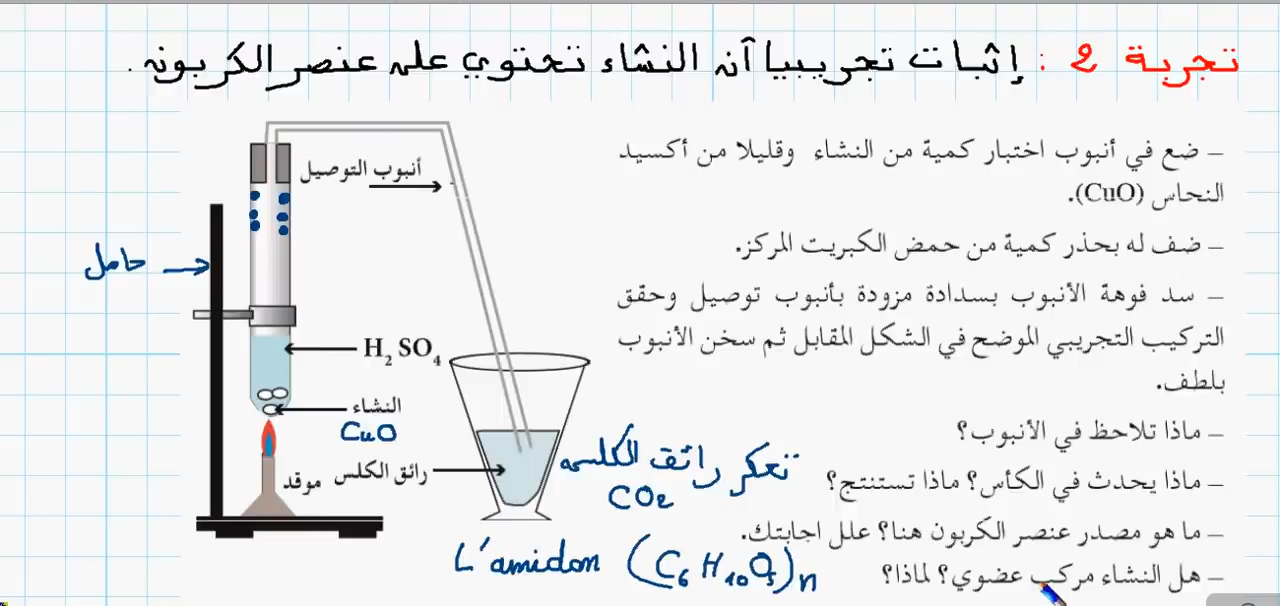 تجربة 2 : إثبات تجريبيا آن النشاء تحتوي على عنصر الكربون.
– ضع في أنبوب اختبار كمية من النشاء وقليلا من أكسيد
النحاس (CuO).
– ضف له بحذر كمية من حمض الكبريت المركز.
– سد فوهة الأنبوب بسدادة مزودة بأنبوب توصيل وحقق
التركيب التجريبي الموضح في الشكل المقابل ثم سخن الأنبوب
بلطف.
– ماذا تلاحظ في الأنبوب؟
– ماذا يحدث في الكأس؟ ماذا تستنتج؟
– ما هو مصدر عنصر الكربون هنا؟ علل اجابتك.
– هل النشاء مركب عضوي؟ لماذا؟
أنبوب التوصيل
حامل
H₂ SO₄
النشاء
CuO
رائق الكلس
موقد
تعكر رائق الكلس
CO₂
L'amidon (C₆ H₁₀ O₅)n